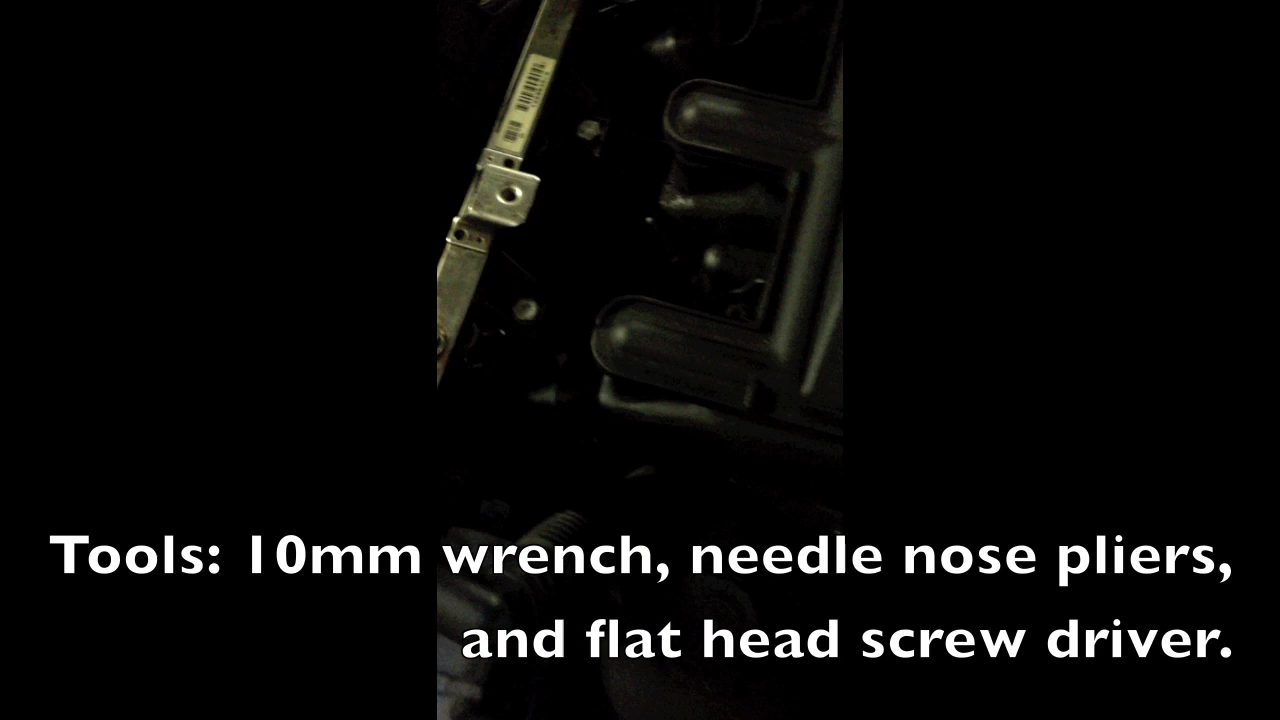 Tools: 10mm wrench, needle nose pliers,
and flat head screw driver.